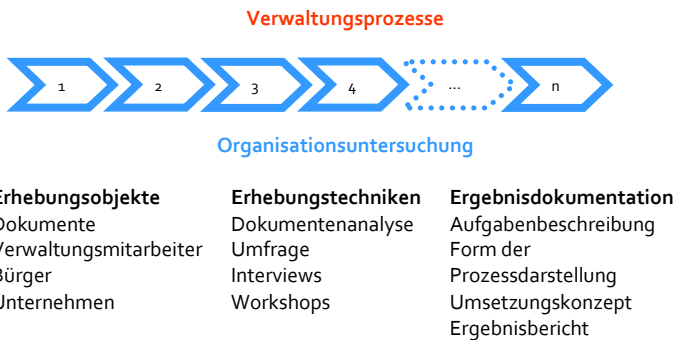 Verwaltungsprozesse
1 2 3 4 ... n
Organisationsuntersuchung
Erhebungsobjekte
Dokumente
Verwaltungsmitarbeiter
Bürger
Unternehmen
Erhebungstechniken
Dokumentenanalyse
Umfrage
Interviews
Workshops
Ergebnisdokumentation
Aufgabenbeschreibung
Form der
Prozessdarstellung
Umsetzungskonzept
Ergebnisbericht